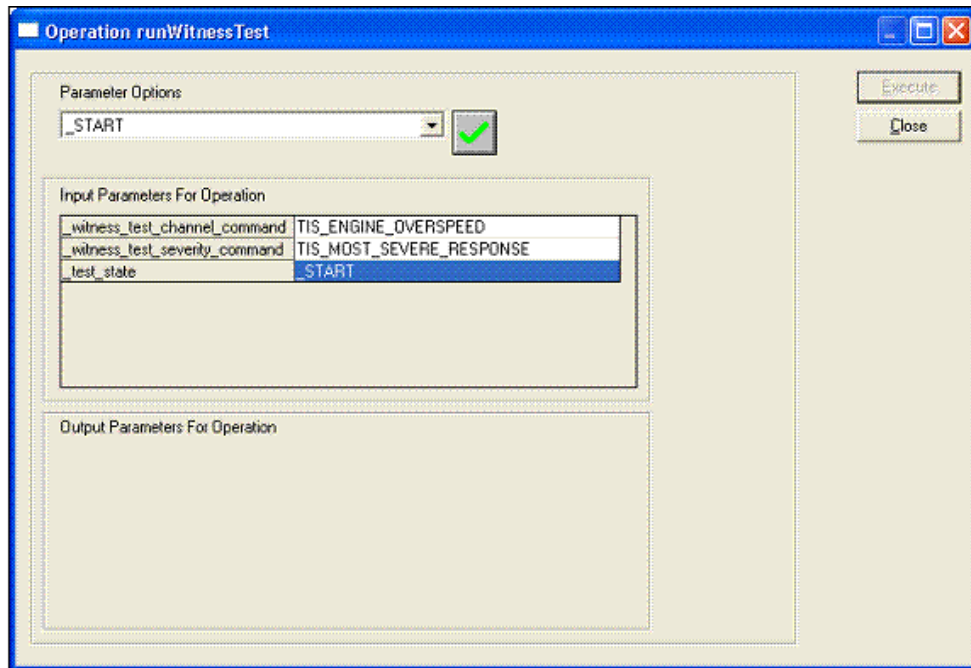 Operation runWitnessTest
Parameter Options
Execute
_START
Close
Input Parameters For Operation
_witness_test_channel_command TIS_ENGINE_OVERSPEED
_witness_test_severity_command TIS_MOST_SEVERE_RESPONSE
_test_state _START
Output Parameters For Operation